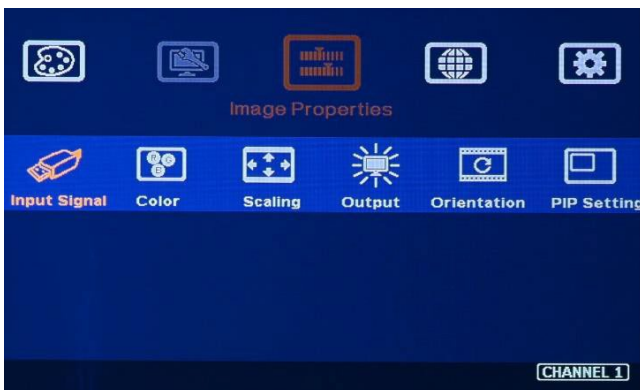 Image Properties
Input Signal Color Scaling Output Orientation PIP Setting
CHANNEL 1